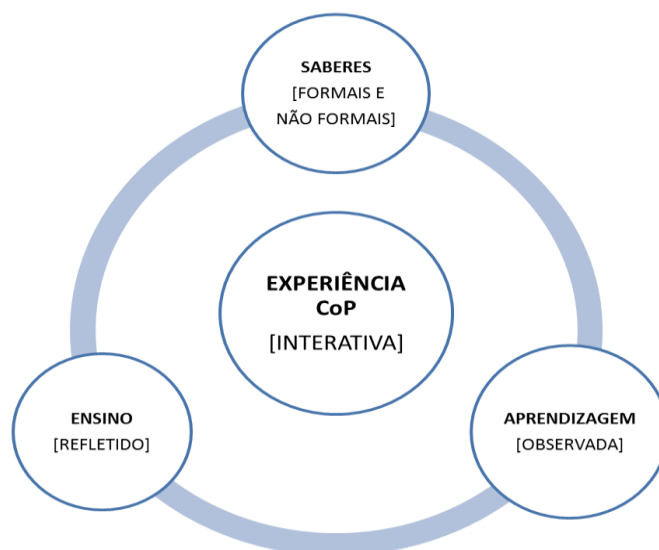 SABERES
[FORMAIS E
NÃO FORMAIS]
EXPERIÊNCIA
CoP
[INTERATIVA]
ENSINO
[REFLETIDO]
APRENDIZAGEM
[OBSERVADA]